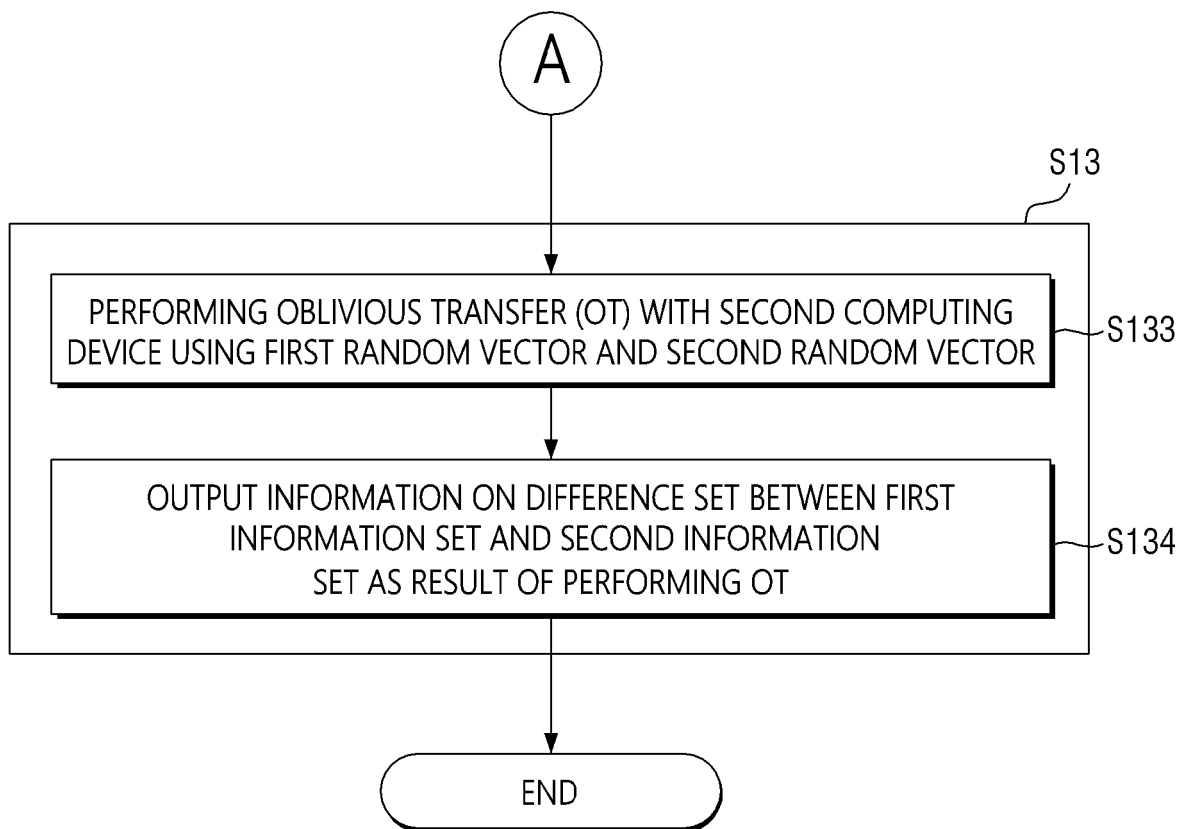 A
S13
PERFORMING OBLIVIOUS TRANSFER (OT) WITH SECOND COMPUTING
DEVICE USING FIRST RANDOM VECTOR AND SECOND RANDOM VECTOR
S133
OUTPUT INFORMATION ON DIFFERENCE SET BETWEEN FIRST
INFORMATION SET AND SECOND INFORMATION
SET AS RESULT OF PERFORMING OT
S134
END